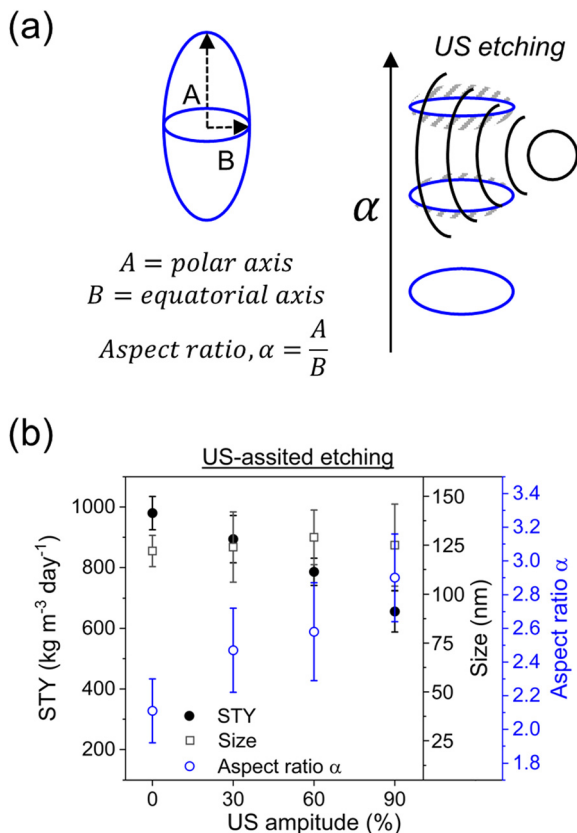 (a)
US etching
A
B
α
A = polar axis
B = equatorial axis
Aspect ratio, α = A/B
(b)
US-assited etching
STY (kg m⁻³ day⁻¹)
1000
800
600
400
200
STY
Size
Aspect ratio α
0
30
60
90
US ampitude (%)
150
125
100
75
50
25
Size (nm)
3.4
3.2
3.0
2.8
2.6
2.4
2.2
2.0
1.8
Aspect ratio α